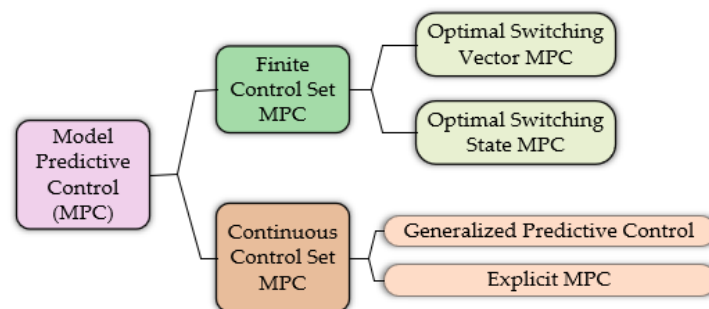 Model
Predictive
Control
(MPC)
Finite
Control Set
MPC
Optimal Switching
Vector MPC
Optimal Switching
State MPC
Continuous
Control Set
MPC
Generalized Predictive Control
Explicit MPC